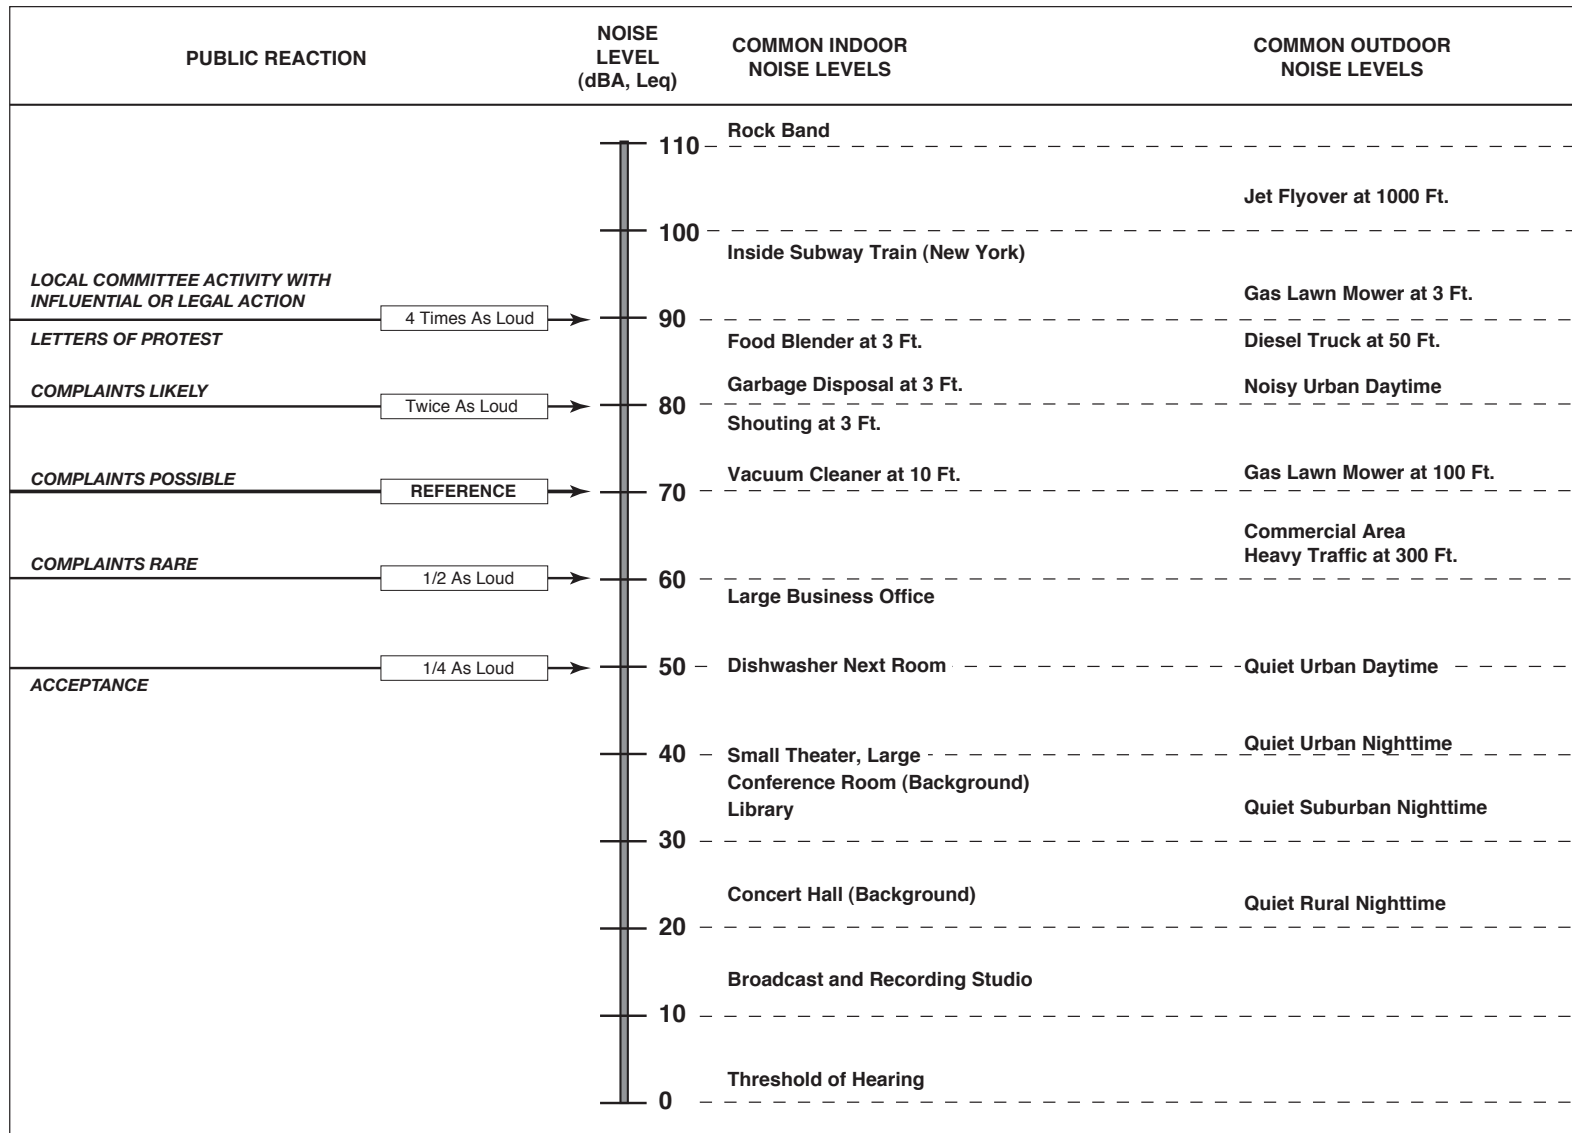 PUBLIC REACTION
NOISE
LEVEL
(dBA, Leq)
COMMON INDOOR
NOISE LEVELS
COMMON OUTDOOR
NOISE LEVELS
110
Rock Band
Jet Flyover at 1000 Ft.
100
Inside Subway Train (New York)
LOCAL COMMITTEE ACTIVITY WITH
INFLUENTIAL OR LEGAL ACTION
Gas Lawn Mower at 3 Ft.
4 Times As Loud
90
LETTERS OF PROTEST
Food Blender at 3 Ft.
Diesel Truck at 50 Ft.
COMPLAINTS LIKELY
Garbage Disposal at 3 Ft.
Noisy Urban Daytime
Twice As Loud
80
Shouting at 3 Ft.
COMPLAINTS POSSIBLE
Vacuum Cleaner at 10 Ft.
Gas Lawn Mower at 100 Ft.
REFERENCE
70
Commercial Area
Heavy Traffic at 300 Ft.
COMPLAINTS RARE
1/2 As Loud
60
Large Business Office
1/4 As Loud
50
Dishwasher Next Room
Quiet Urban Daytime
ACCEPTANCE
40
Small Theater, Large
Conference Room (Background)
Library
Quiet Urban Nighttime
Quiet Suburban Nighttime
30
Concert Hall (Background)
Quiet Rural Nighttime
20
Broadcast and Recording Studio
10
Threshold of Hearing
0